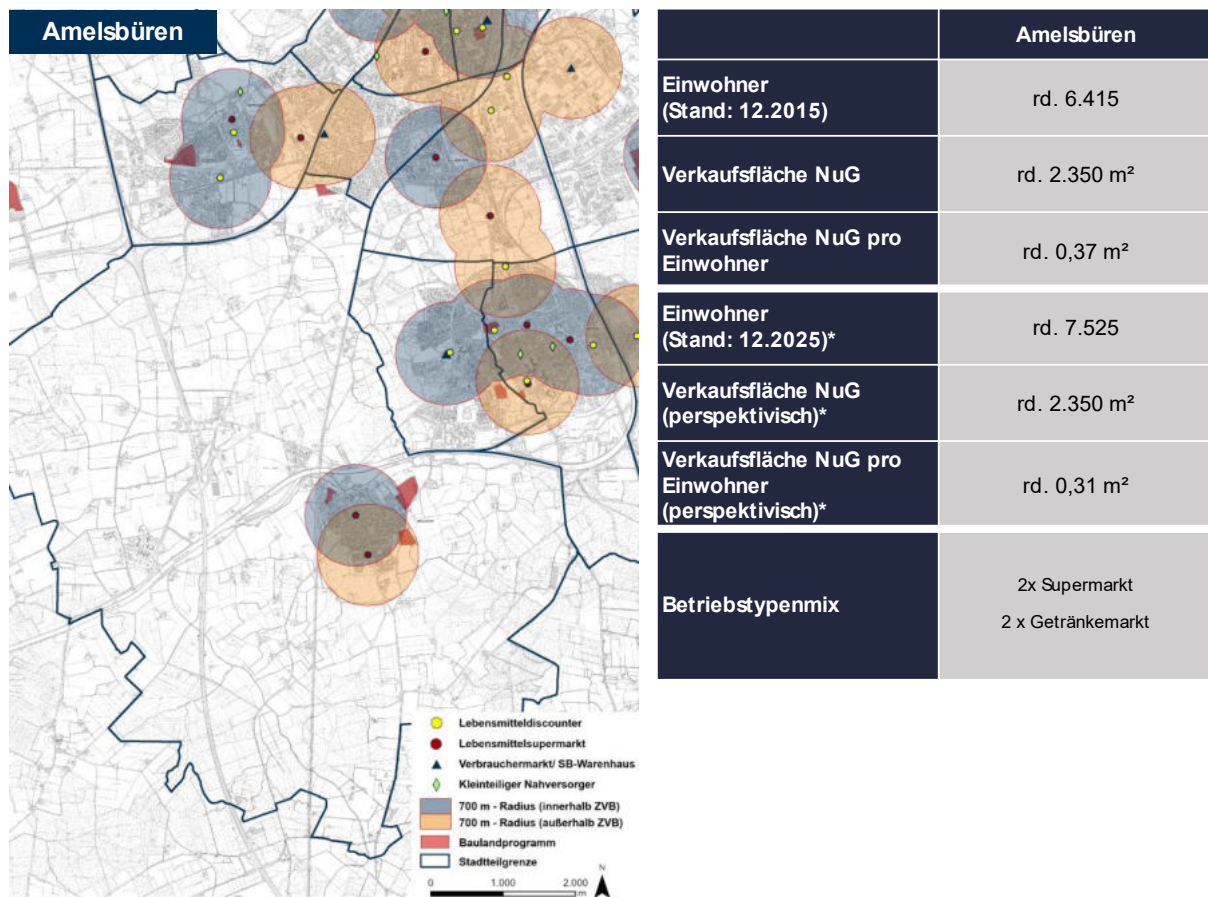 Amelsbüren
Lebensmitteldiscounter
Lebensmittelsupermarkt
Verbrauchermarkt/ SB-Warenhaus
Kleinteiliger Nahversorger
700 m - Radius (innerhalb ZVB)
700 m - Radius (außerhalb ZVB)
Baulandprogramm
Stadtteilgrenze
N
0 1.000 2.000
m
Amelsbüren
Einwohner
(Stand: 12.2015)
rd. 6.415
Verkaufsfläche NuG
rd. 2.350 m²
Verkaufsfläche NuG pro
Einwohner
rd. 0,37 m²
Einwohner
(Stand: 12.2025)*
rd. 7.525
Verkaufsfläche NuG
(perspektivisch)*
rd. 2.350 m²
Verkaufsfläche NuG pro
Einwohner
(perspektivisch)*
rd. 0,31 m²
Betriebstypenmix
2x Supermarkt
2 x Getränkemarkt